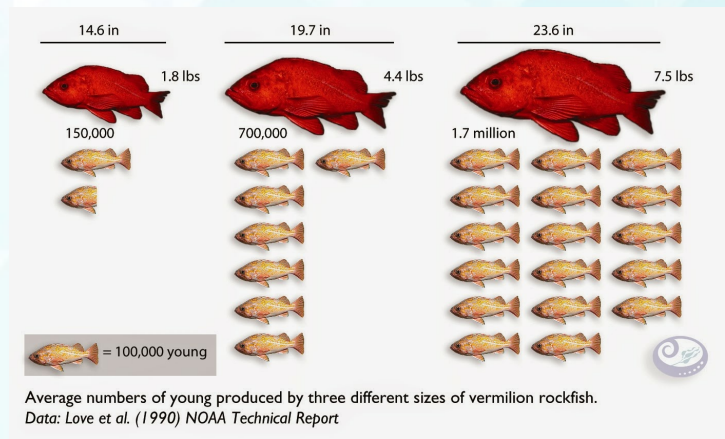 14.6 in
19.7 in
23.6 in
1.8 lbs
4.4 lbs
7.5 lbs
150,000
700,000
1.7 million
= 100,000 young
Average numbers of young produced by three different sizes of vermilion rockfish.
Data: Love et al. (1990) NOAA Technical Report